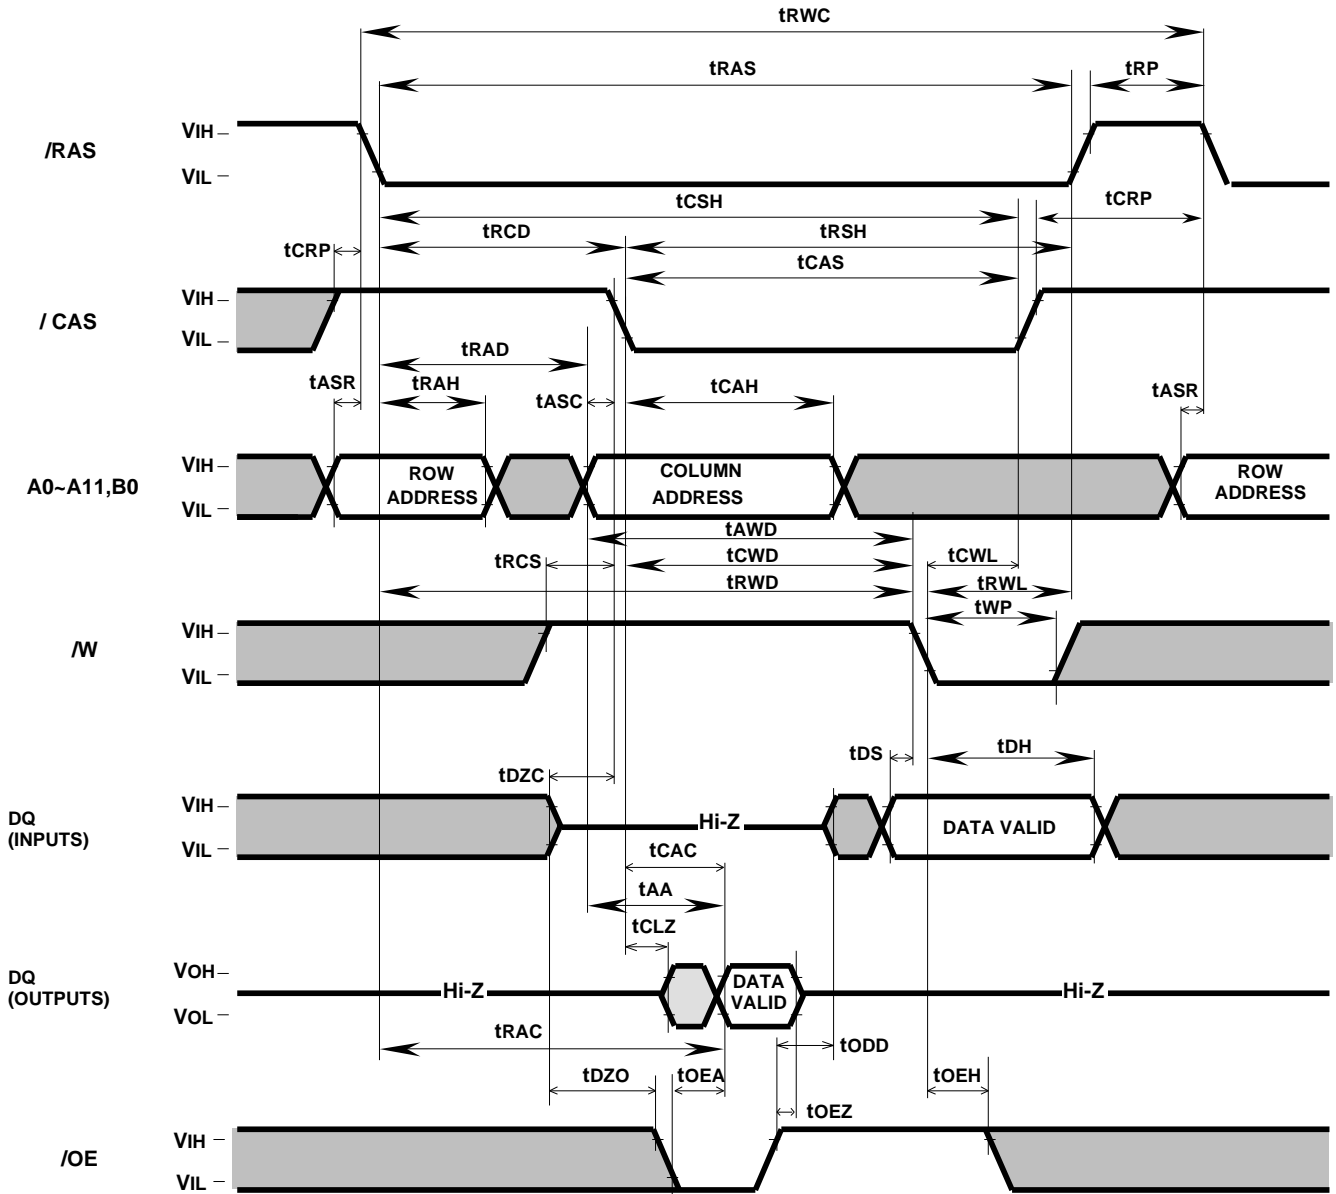 tRWC
tRAS tRP
/RAS VIH
VIL
tCSH tCRP
tCRP tRCD tRSH
tCAS
/ CAS VIH
VIL
tRAD
tASR tRAH tASC tCAH tASR
A0~A11,B0 VIH
VIL
ROW
ADDRESS
COLUMN
ADDRESS
ROW
ADDRESS
tAWD
tRCS tCWD tCWL
tRWD tRWL
tWP
/W VIH
VIL
tDS tDH
tDZC
DQ
(INPUTS)
VIH
VIL
Hi-Z DATA VALID
tCAC
tAA
tCLZ
DQ
(OUTPUTS)
VOH
VOL
Hi-Z
DATA
VALID
Hi-Z
tRAC tODD
tDZO tOEA tOEH
tOEZ
/OE VIH
VIL